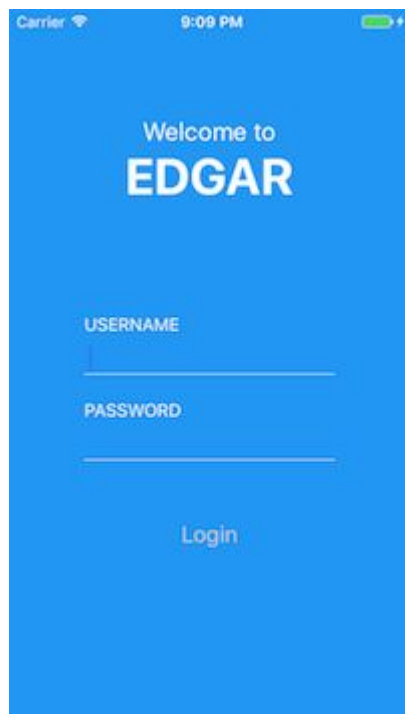 Carrier 9:09 PM
Welcome to
EDGAR
USERNAME
PASSWORD
Login